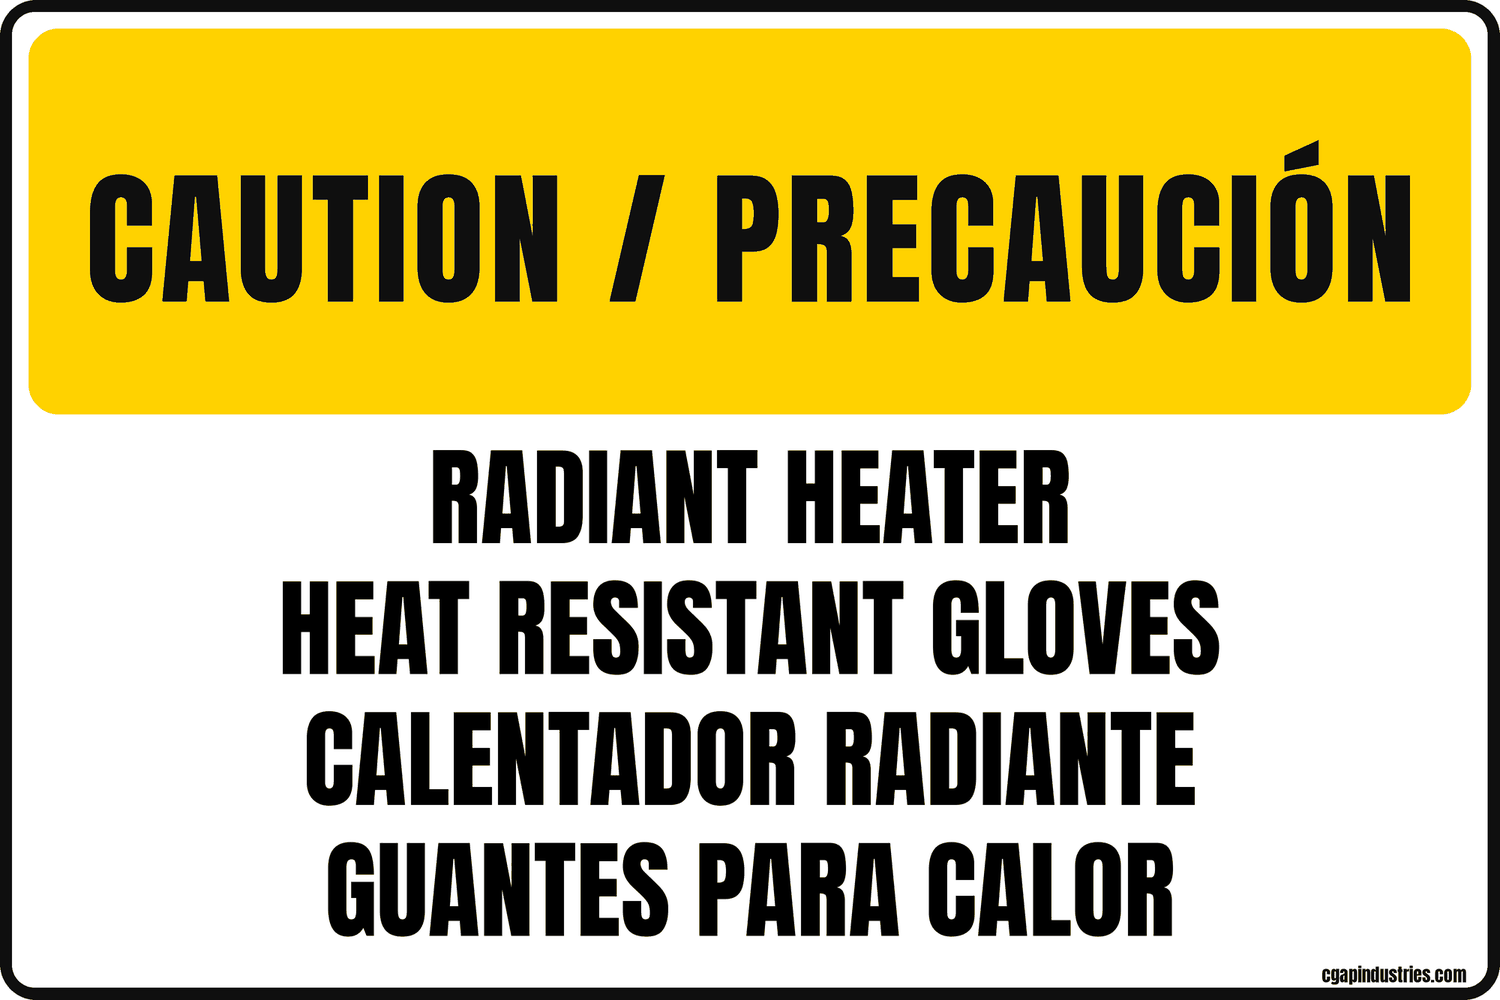 CAUTION / PRECAUCIÓN
RADIANT HEATER
HEAT RESISTANT GLOVES
CALENTADOR RADIANTE
GUANTES PARA CALOR
cgapindustries.com